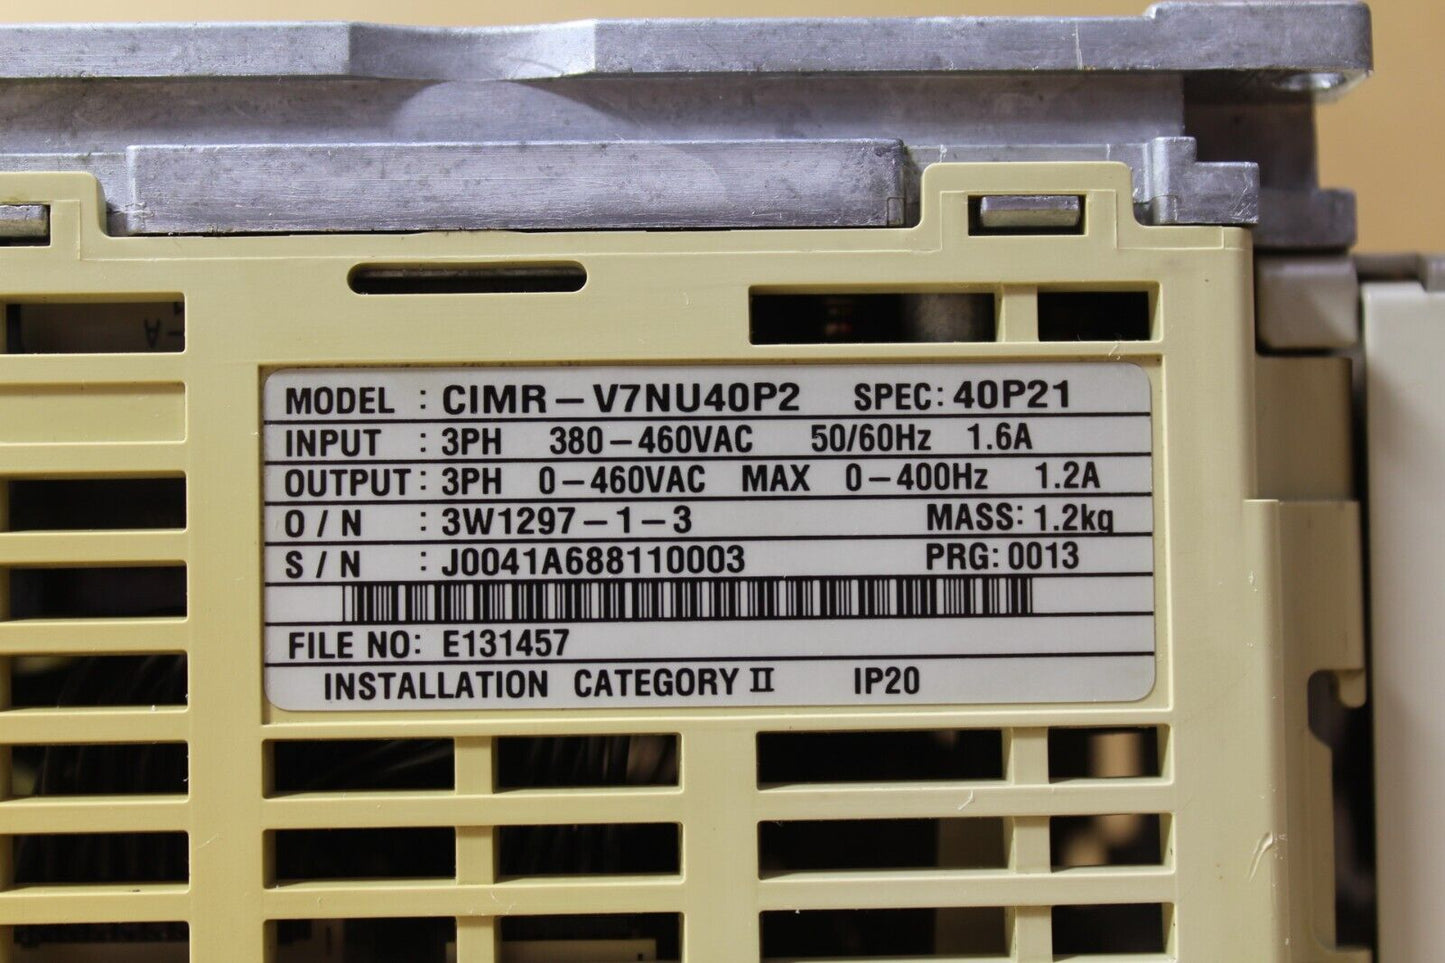 MODEL : CIMR-V7NU40P2 SPEC: 40P21
INPUT : 3PH 380-460VAC 50/60Hz 1.6A
OUTPUT : 3PH 0-460VAC MAX 0-400Hz 1.2A
O / N : 3W1297-1-3 MASS: 1.2kg
S / N : J0041A688110003 PRG: 0013
FILE NO: E131457
INSTALLATION CATEGORY II IP20